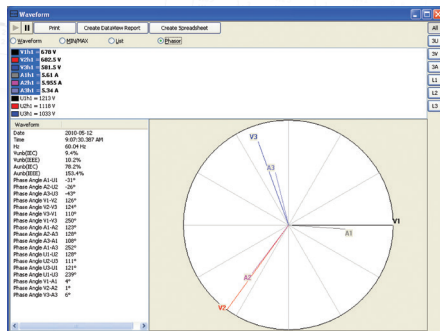 Waveform
Print
Create DataView Report
Create Spreadsheet
Waveform
MIN/MAX
List
Phasor
All
3U
3V
3A
L1
L2
L3
V1h1 = 678 V
V2h1 = 682.5 V
V3h1 = 581.5 V
A1h1 = 5.61 A
A2h1 = 5.955 A
A3h1 = 5.34 A
U1h1 = 1213 V
U2h1 = 1118 V
U3h1 = 1033 V
Waveform
Date 2010-05-12
Time 9:07:30.387 AM
Hz 60.04 Hz
Vunb(IEC) 9.4%
Vunb(IEEE) 10.2%
Aunb(IEC) 78.2%
Aunb(IEEE) 153.4%
Phase Angle A1-U1 -31°
Phase Angle A2-U2 -26°
Phase Angle A3-U3 -43°
Phase Angle V1-V2 126°
Phase Angle V2-V3 124°
Phase Angle V3-V1 110°
Phase Angle V1-V3 250°
Phase Angle A1-A2 123°
Phase Angle A2-A3 128°
Phase Angle A3-A1 108°
Phase Angle A1-A3 252°
Phase Angle U1-U2 128°
Phase Angle U2-U3 111°
Phase Angle U3-U1 121°
Phase Angle U1-U3 239°
Phase Angle V1-A1 4°
Phase Angle V2-A2 1°
Phase Angle V3-A3 6°
V3
A3
V1
A1
A2
V2